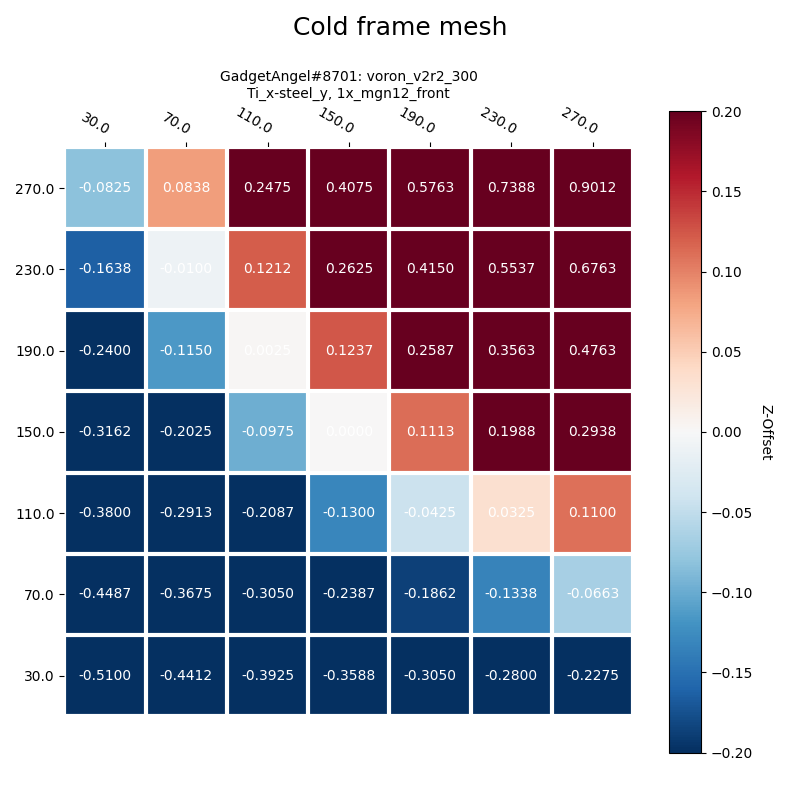 Cold frame mesh
GadgetAngel#8701: voron_v2r2_300
Ti_x-steel_y, 1x_mgn12_front
30.0 70.0 110.0 150.0 190.0 230.0 270.0
270.0 -0.0825 0.0838 0.2475 0.4075 0.5763 0.7388 0.9012
230.0 -0.1638 -0.0100 0.1212 0.2625 0.4150 0.5537 0.6763
190.0 -0.2400 -0.1150 0.0025 0.1237 0.2587 0.3563 0.4763
150.0 -0.3162 -0.2025 -0.0975 0.0000 0.1113 0.1988 0.2938
110.0 -0.3800 -0.2913 -0.2087 -0.1300 -0.0425 0.0325 0.1100
70.0 -0.4487 -0.3675 -0.3050 -0.2387 -0.1862 -0.1338 -0.0663
30.0 -0.5100 -0.4412 -0.3925 -0.3588 -0.3050 -0.2800 -0.2275
0.20
0.15
0.10
0.05
0.00
−0.05
−0.10
−0.15
−0.20
Z-Offset